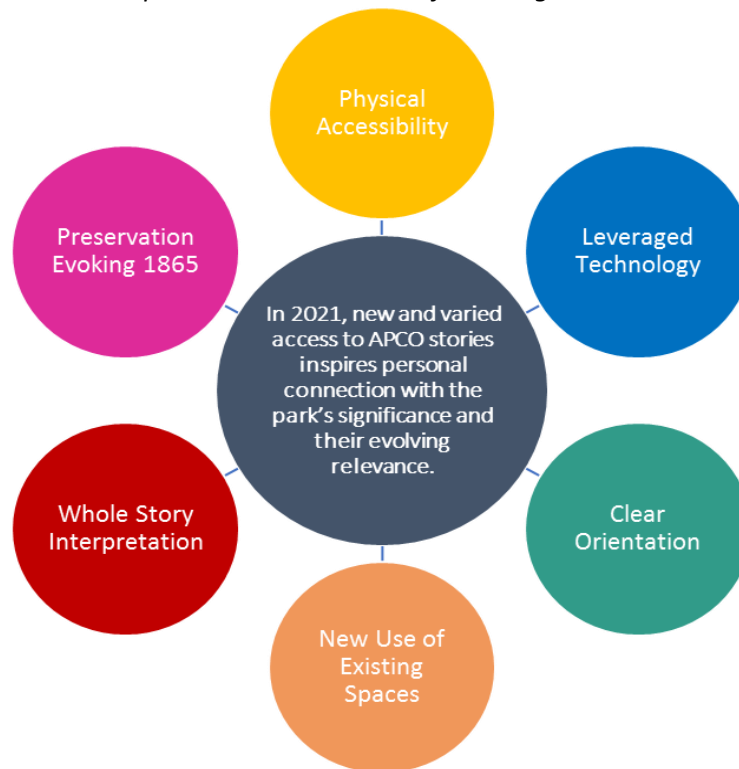 Physical
Accessibility
Preservation
Evoking 1865
Leveraged
Technology
In 2021, new and varied
access to APCO stories
inspires personal
connection with the
park's significance and
their evolving
relevance.
Whole Story
Interpretation
Clear
Orientation
New Use of
Existing
Spaces